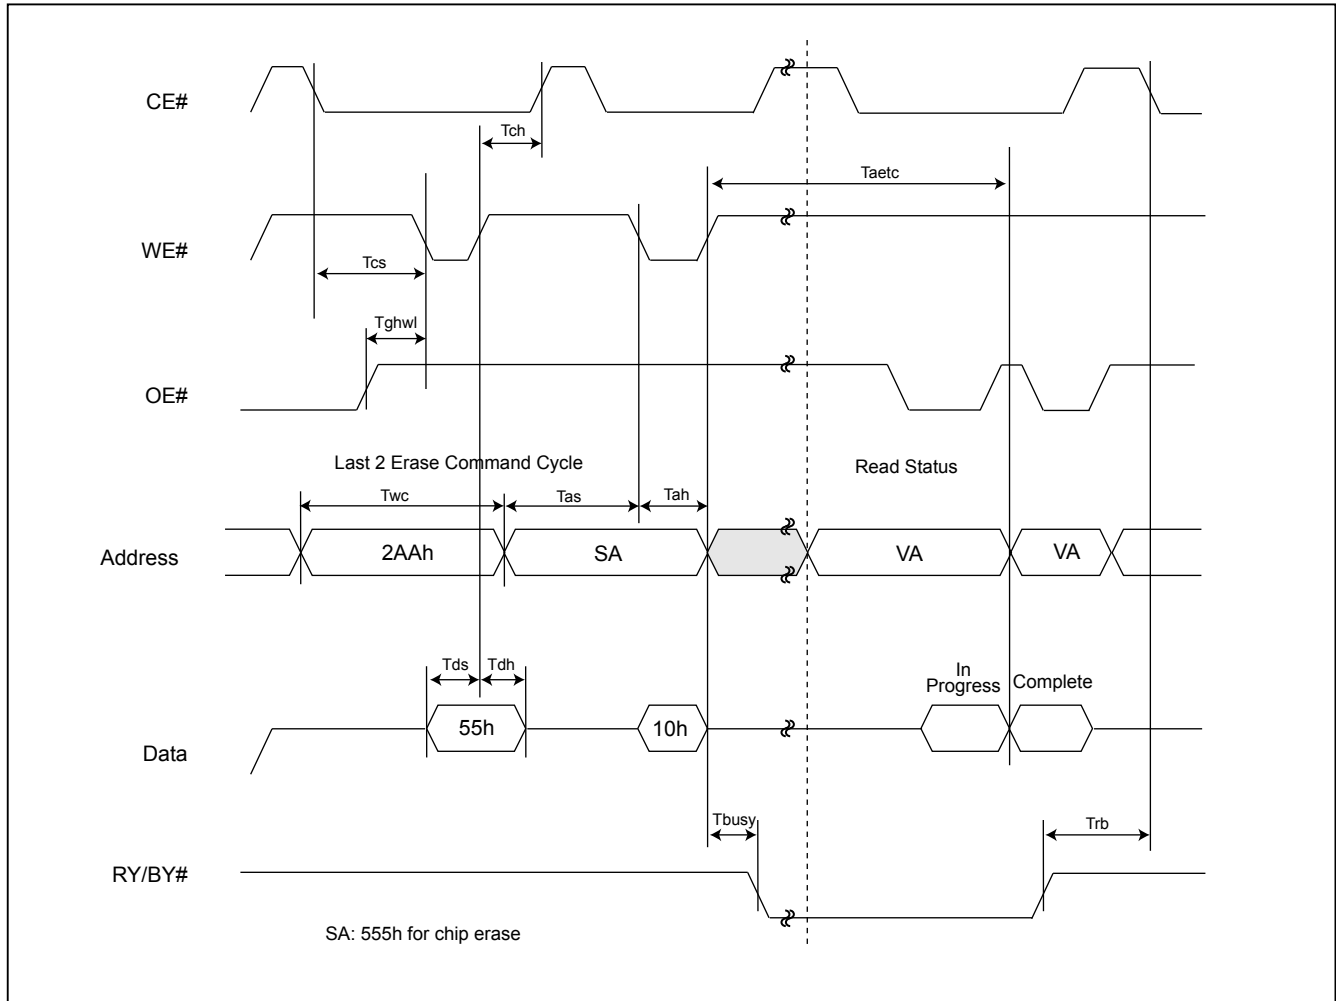 CE#
Tch
Taetc
WE#
Tcs
Tghwl
OE#
Last 2 Erase Command Cycle
Read Status
Twc
Tas
Tah
Address
2AAh
SA
VA
VA
Tds
Tdh
In
Progress
Complete
55h
10h
Data
Tbusy
Trb
RY/BY#
SA: 555h for chip erase